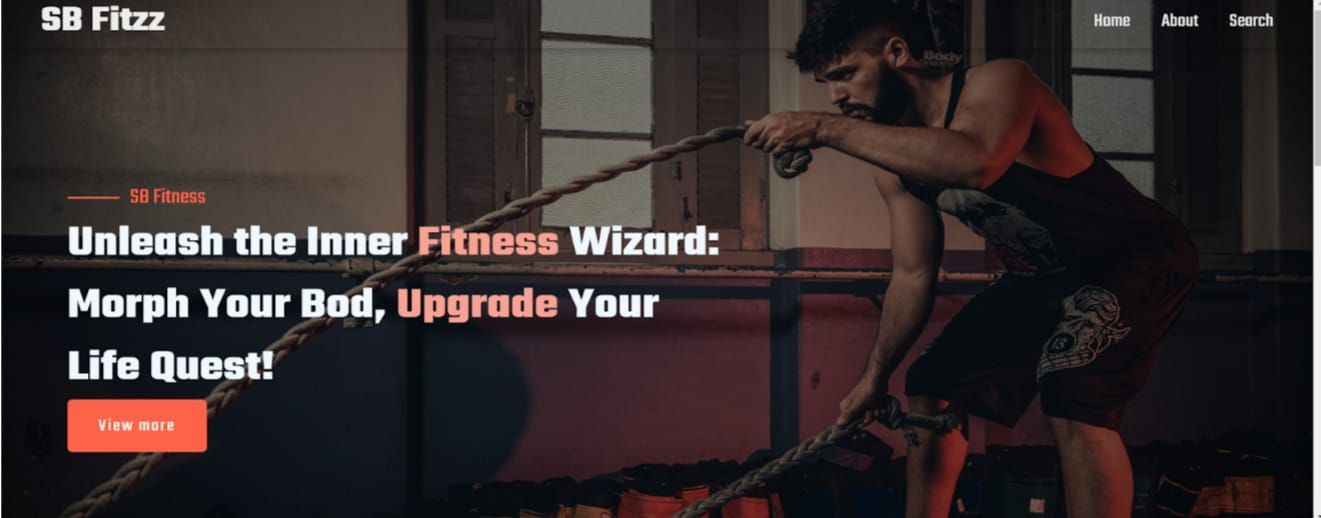 SB Fitzz
Home About Search
Body
SB Fitness
Unleash the Inner Fitness Wizard:
Morph Your Bod, Upgrade Your
Life Quest!
View more